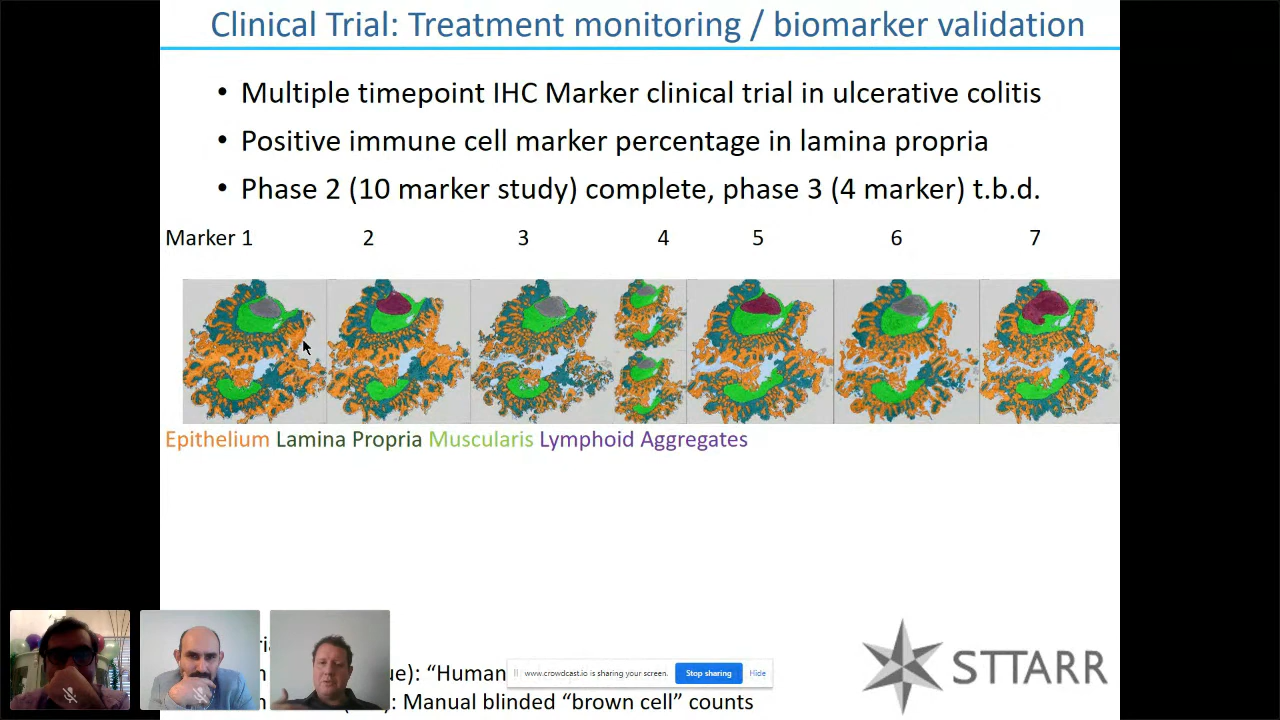 Clinical Trial: Treatment monitoring / biomarker validation
• Multiple timepoint IHC Marker clinical trial in ulcerative colitis
• Positive immune cell marker percentage in lamina propria
• Phase 2 (10 marker study) complete, phase 3 (4 marker) t.b.d.
Marker 1 2 3 4 5 6 7
Epithelium Lamina Propria Muscularis Lymphoid Aggregates
“Human
www.crowdcast.io is sharing your screen. Stop sharing Hide
: Manual blinded “brown cell” counts
STTARR